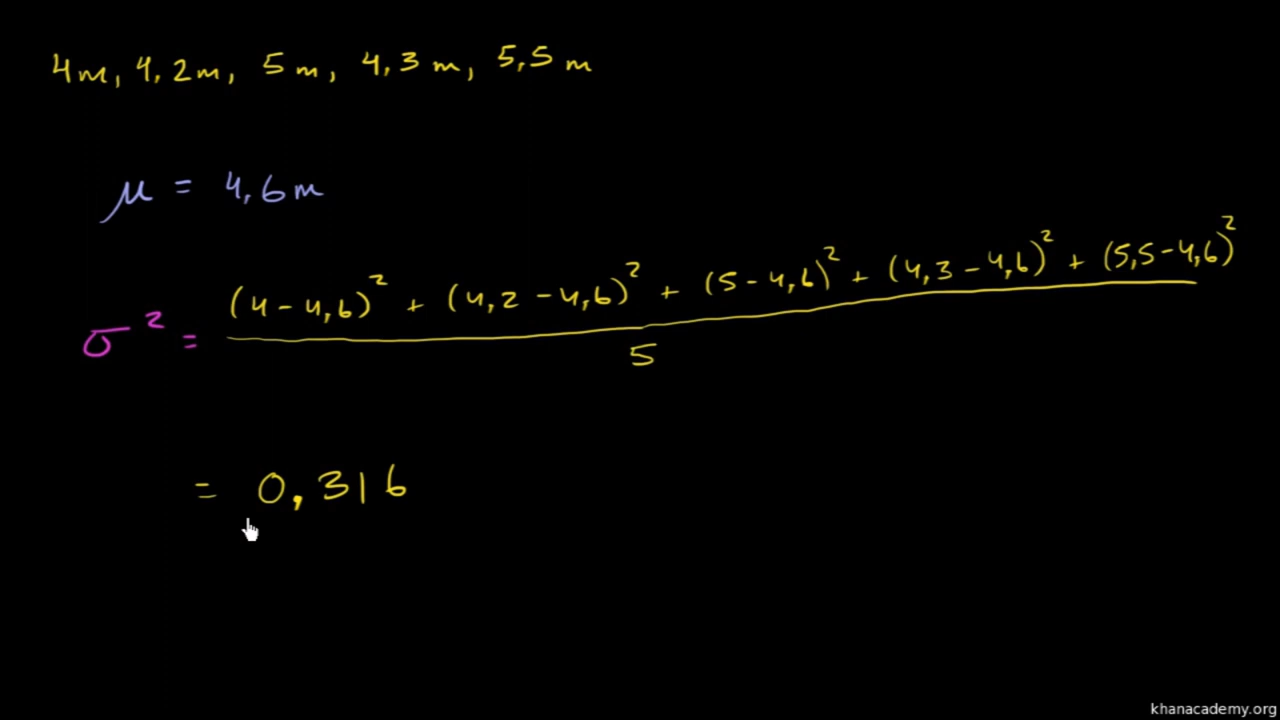 4m, 4,2m, 5m, 4,3m, 5,5m
μ = 4,6m
σ² = ((4-4,6)² + (4,2-4,6)² + (5-4,6)² + (4,3-4,6)² + (5,5-4,6)²)/5
= 0,316
khanacademy.org